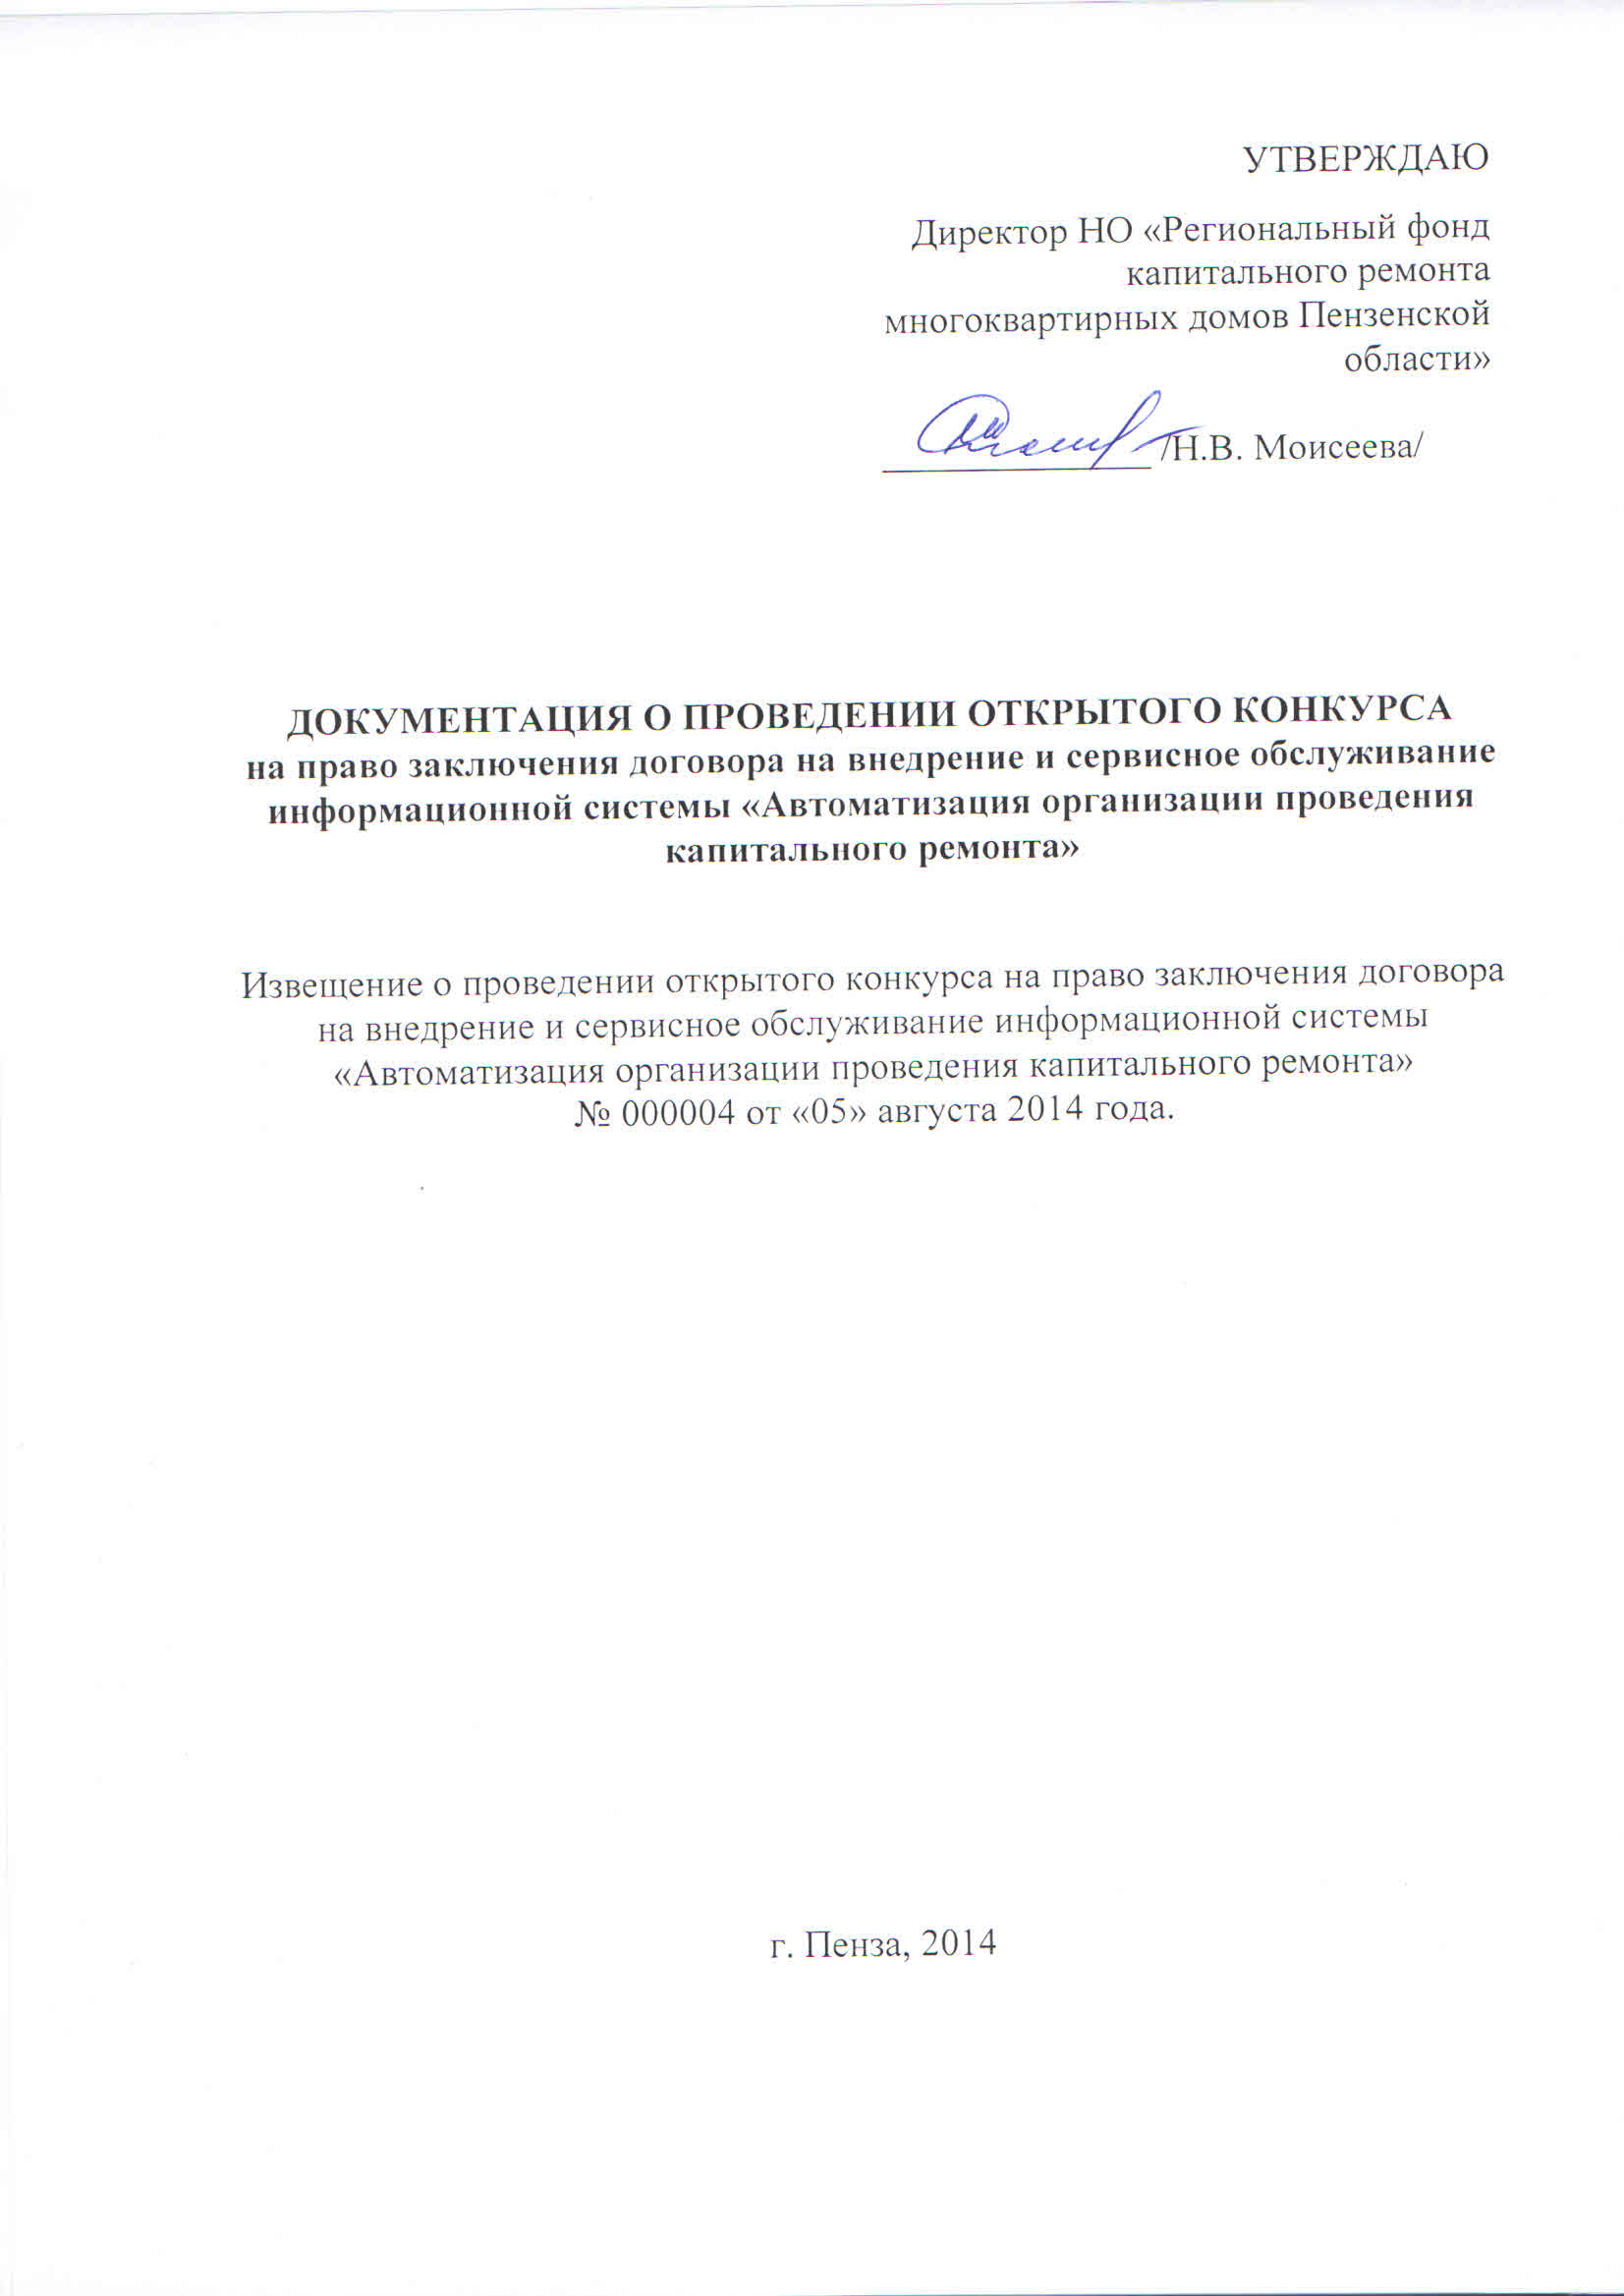 УТВЕРЖДАЮ
Директор НО «Региональный фонд
капитального ремонта
многоквартирных домов Пензенской
области»
/Н.В. Моисеева/
ДОКУМЕНТАЦИЯ О ПРОВЕДЕНИИ ОТКРЫТОГО КОНКУРСА
на право заключения договора на внедрение и сервисное обслуживание
информационной системы «Автоматизация организации проведения
капитального ремонта»
Извещение о проведении открытого конкурса на право заключения договора
на внедрение и сервисное обслуживание информационной системы
«Автоматизация организации проведения капитального ремонта»
№ 000004 от «05» августа 2014 года.
г. Пенза, 2014